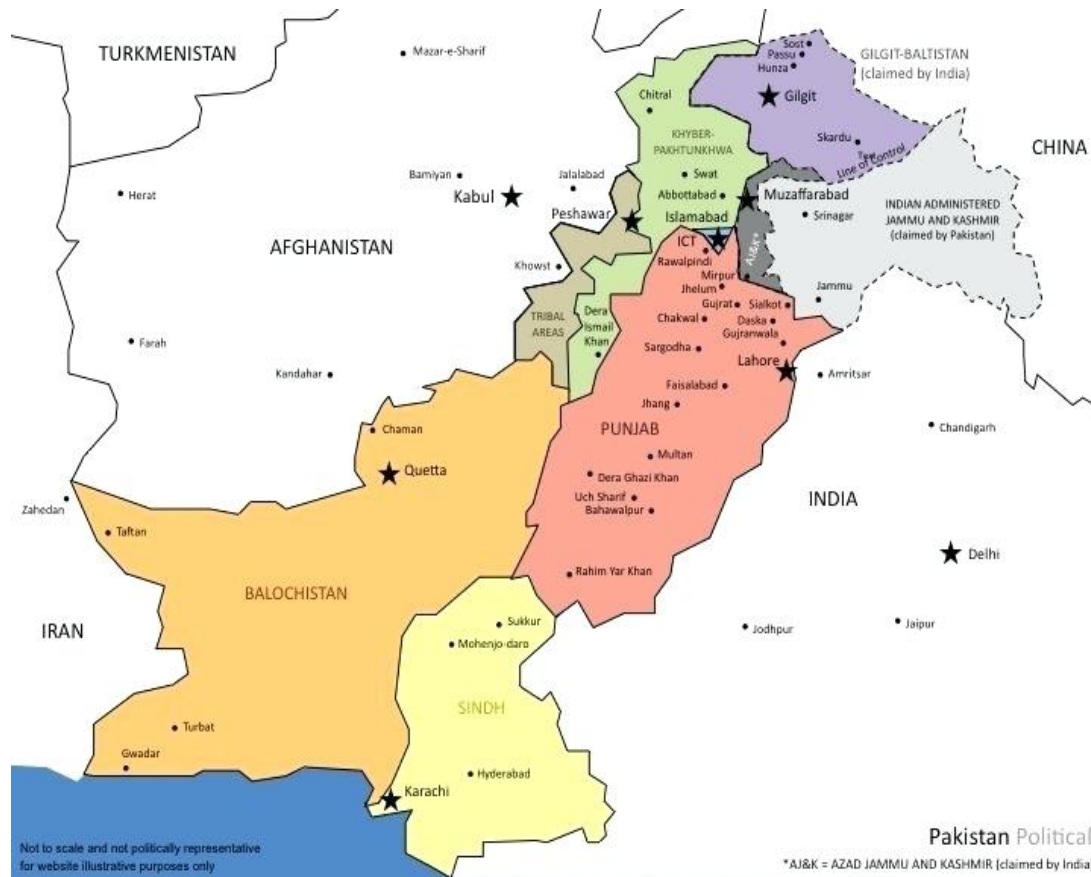 TURKMENISTAN
Mazar-e-Sharif
Sost
Passu
Hunza
GILGIT-BALTISTAN
(claimed by India)
Chitral
Gilgit
KHYBER-
PAKHTUNKHWA
Skardu
Line of Control
CHINA
Herat
Bamiyan
Kabul
Jalalabad
Swat
Abbottabad
Muzaffarabad
Peshawar
Islamabad
Srinagar
INDIAN ADMINISTERED
JAMMU AND KASHMIR
(claimed by Pakistan)
AFGHANISTAN
ICT
AJ&K*
Rawalpindi
Khowst
Mirpur
Jhelum
Jammu
Gujrat
Sialkot
TRIBAL
AREAS
Dera
Ismail
Khan
Chakwal
Daska
Gujranwala
Farah
Sargodha
Lahore
Kandahar
Amritsar
Faisalabad
Jhang
Chaman
PUNJAB
Chandigarh
Multan
Quetta
Dera Ghazi Khan
INDIA
Zahedan
Uch Sharif
Bahawalpur
Taftan
Delhi
Rahim Yar Khan
BALOCHISTAN
IRAN
Sukkur
Jodhpur
Jaipur
Mohenjo-daro
SINDH
Turbat
Gwadar
Hyderabad
Karachi
Not to scale and not politically representative
for website illustrative purposes only
Pakistan Political
*AJ&K = AZAD JAMMU AND KASHMIR (claimed by India